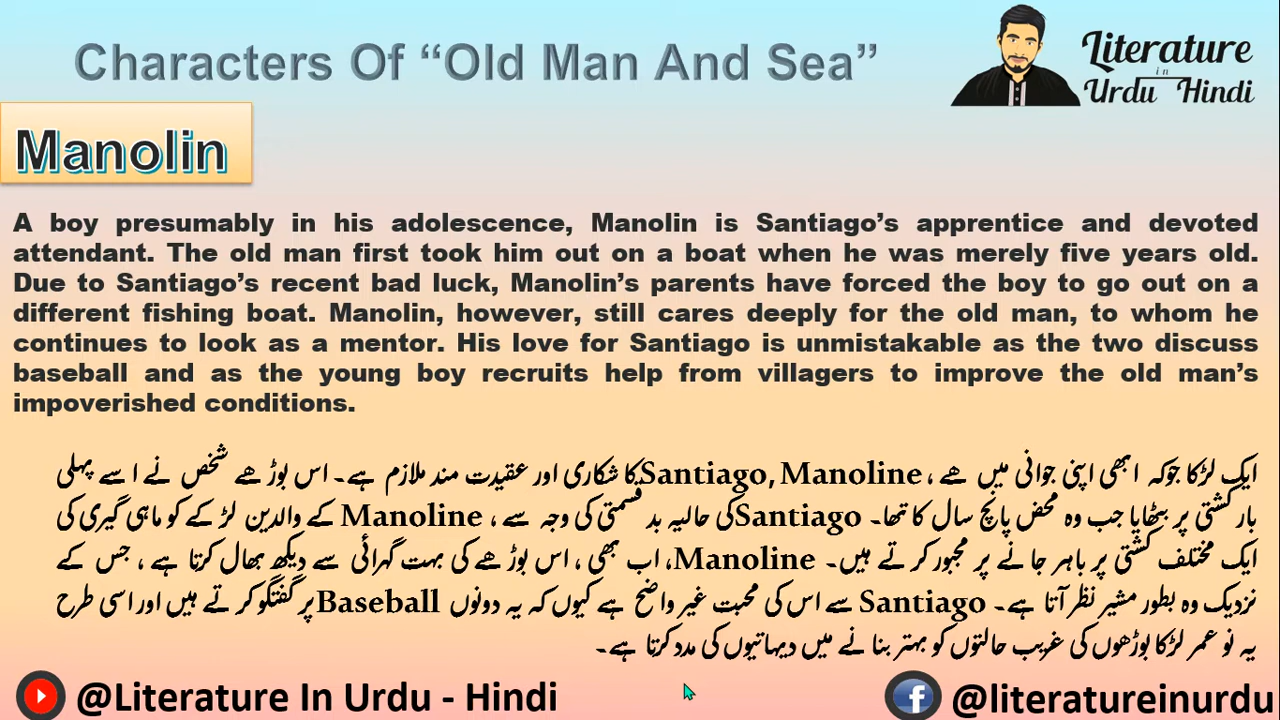 Characters Of “Old Man And Sea”
Literature
in
Urdu Hindi
Manolin
A boy presumably in his adolescence, Manolin is Santiago’s apprentice and devoted
attendant. The old man first took him out on a boat when he was merely five years old.
Due to Santiago’s recent bad luck, Manolin’s parents have forced the boy to go out on a
different fishing boat. Manolin, however, still cares deeply for the old man, to whom he
continues to look as a mentor. His love for Santiago is unmistakable as the two discuss
baseball and as the young boy recruits help from villagers to improve the old man’s
impoverished conditions.
ایک لڑکا جوکہ ابھی اپنی جوانی میں ھے ، Santiago, Manoline کا شکاری اور عقیدت مند ملازم ہے۔ اس بوڑھے شخص نے اسے پہلی
بار کشتی پر بٹھایا جب وہ محض پانچ سال کا تھا۔ Santiago کی حالیہ بد قسمتی کی وجہ سے ، Manoline کے والدین لڑکے کو ماہی گیری کی
ایک مختلف کشتی پر باہر جانے پر مجبور کرتے ہیں۔ Manoline، اب بھی ، اس بوڑھے کی بہت گہرائی سے دیکھ بھال کرتا ہے ، جس کے
نزدیک وہ بطور مشیر نظر آتا ہے۔ Santiago سے اس کی محبت غیر واضح ہے کیوں کہ یہ دونوں Baseball پر گفتگو کرتے ہیں اور اسی طرح
یہ نو عمر لڑکا بوڑھوں کی غریب حالتوں کو بہتر بنانے میں دیہاتیوں کی مدد کرتا ہے۔
@Literature In Urdu - Hindi
@literatureinurdu